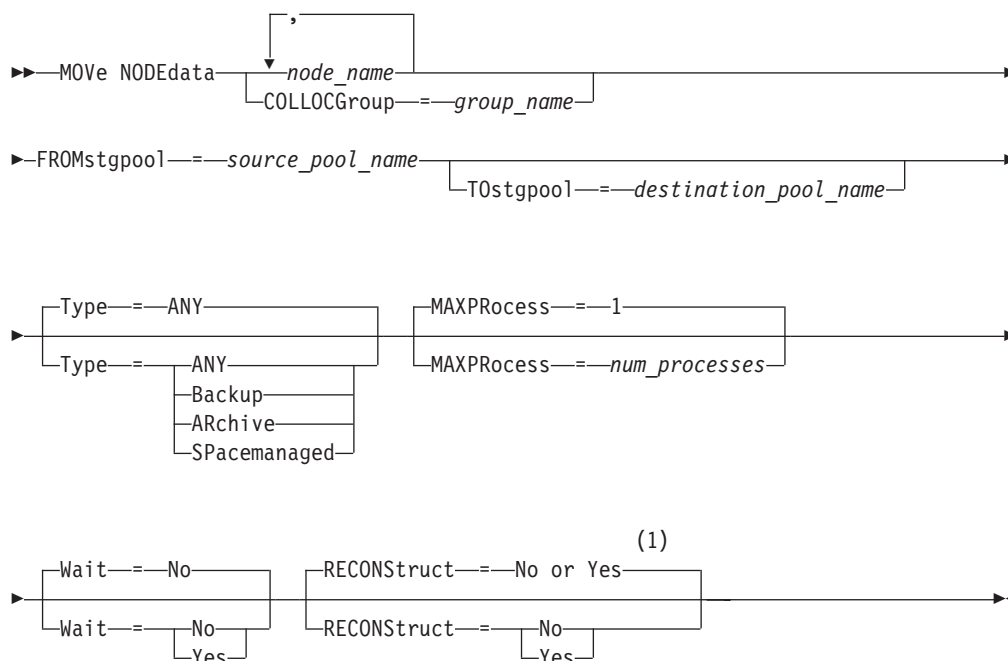 ,
MOVe NODEdata node_name
COLLOCGroup = group_name
FROMstgpool = source_pool_name
TOstgpool = destination_pool_name
Type = ANY MAXPRocess = 1
Type = ANY MAXPRocess = num_processes
Backup
ARchive
SPacemanaged
(1)
Wait = No RECONStruct = No or Yes
Wait = No RECONStruct = No
Yes Yes